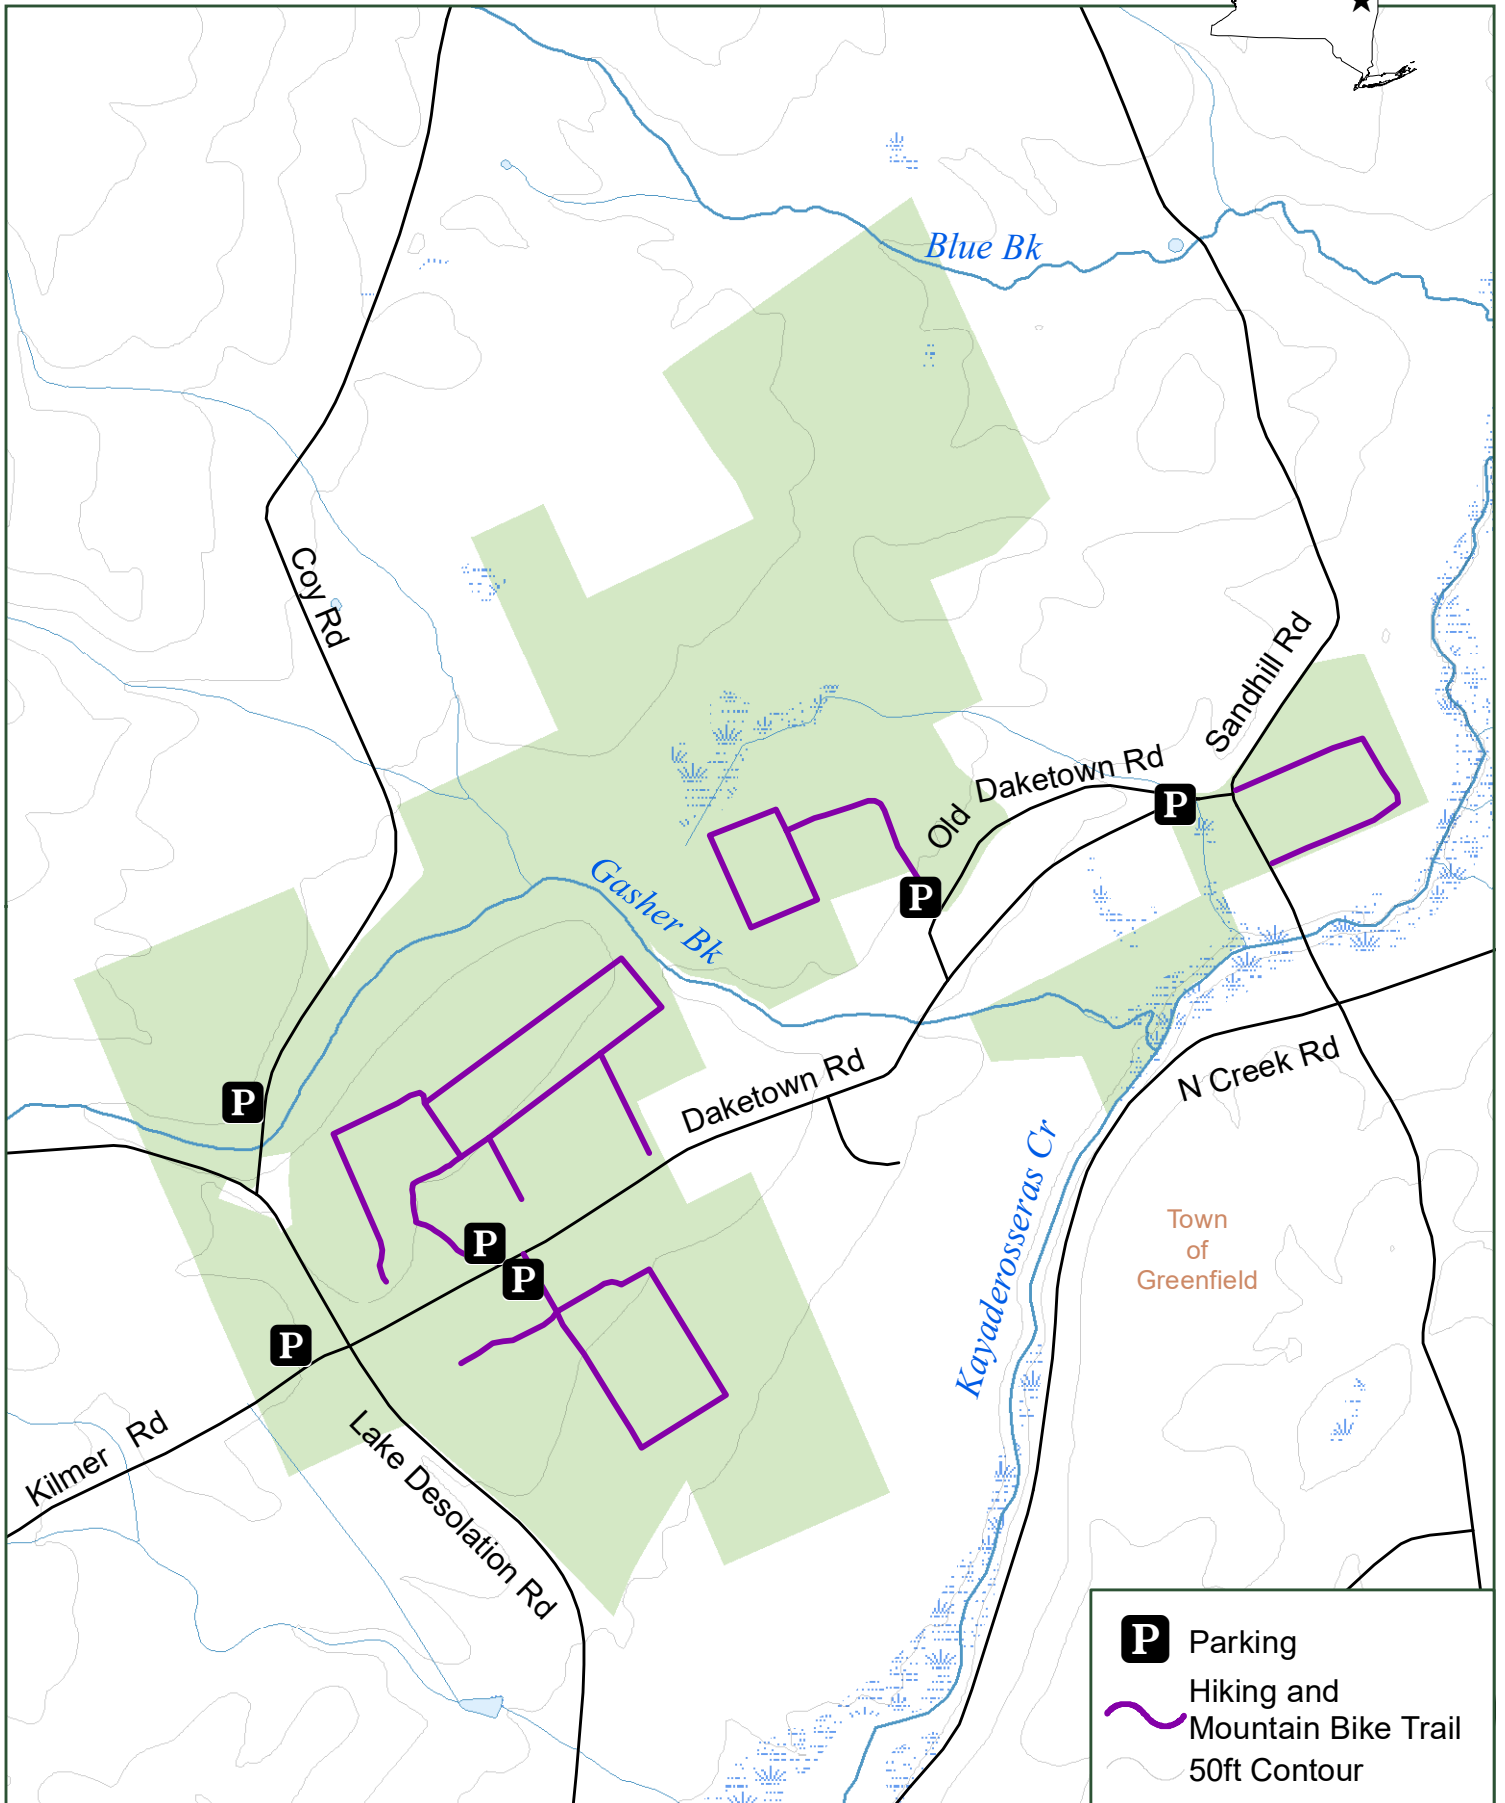 Blue Bk
Coy Rd
Sandhill Rd
Old Daketown Rd
P
P
Gasher Bk
P
Daketown Rd
N Creek Rd
Kayaderosseras Cr
Town
of
Greenfield
P
P
P
Kilmer Rd
Lake Desolation Rd
P Parking
Hiking and
Mountain Bike Trail
50ft Contour